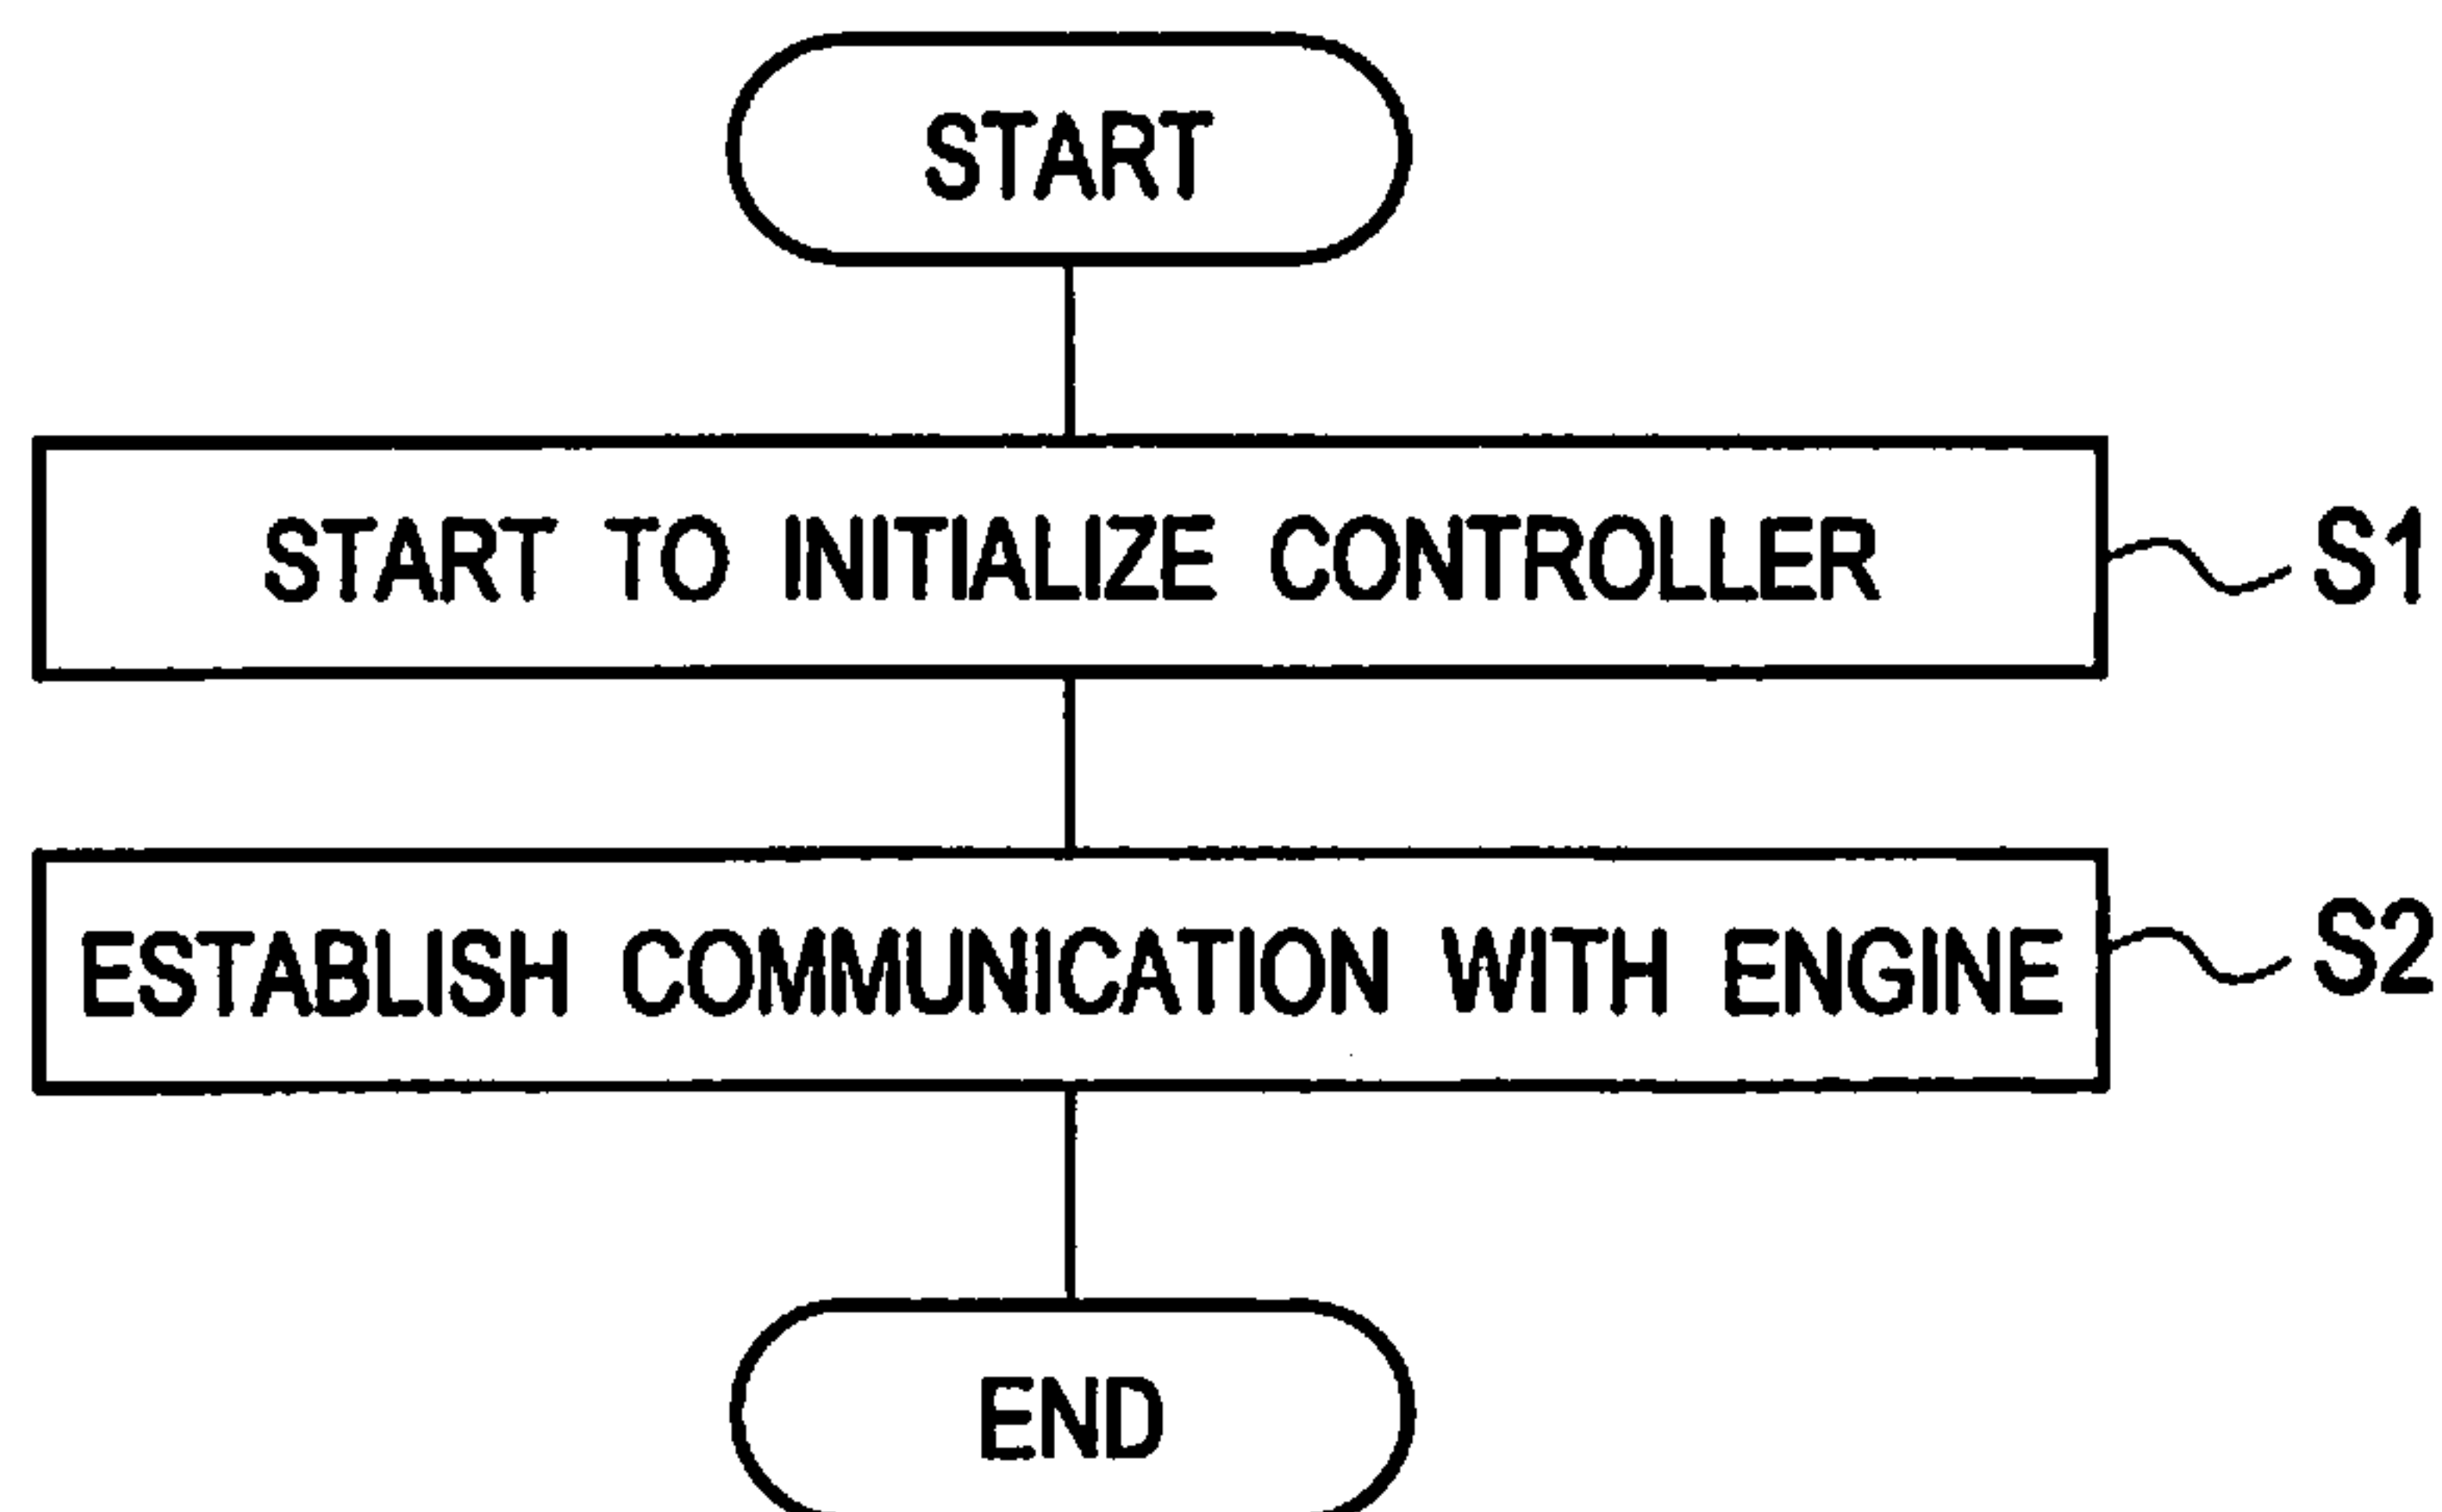 START
START TO INITIALIZE CONTROLLER
S1
ESTABLISH COMMUNICATION WITH ENGINE
S2
END